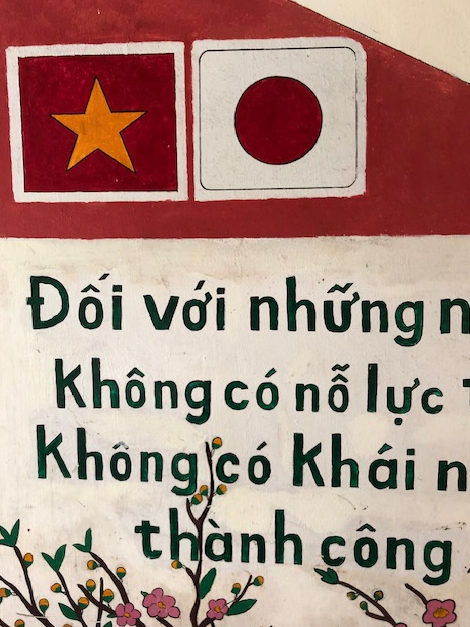 Đối với những n
Không có nỗ lực
Không có khái n
thành công